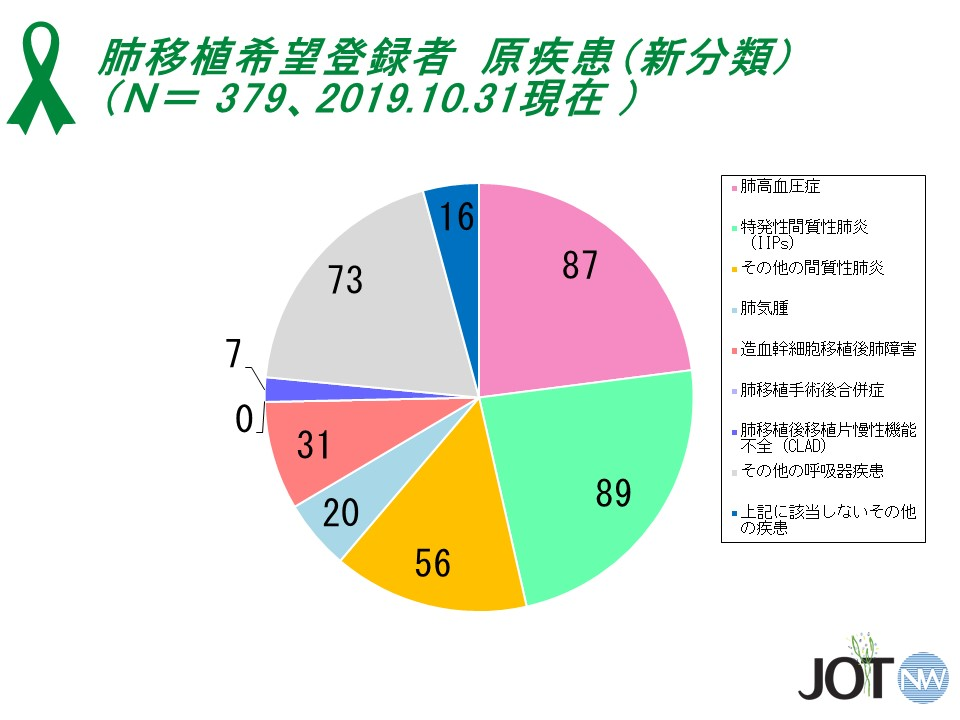 肺移植希望登録者　原疾患（新分類）
（N＝ 379、2019.10.31現在 ）
16
87
73
7
0
31
89
20
56
肺高血圧症
特発性間質性肺炎
（IIPs）
その他の間質性肺炎
肺気腫
造血幹細胞移植後肺障害
肺移植手術後合併症
肺移植後移植片慢性機能
不全（CLAD）
その他の呼吸器疾患
上記に該当しないその他
の疾患
JOT NW